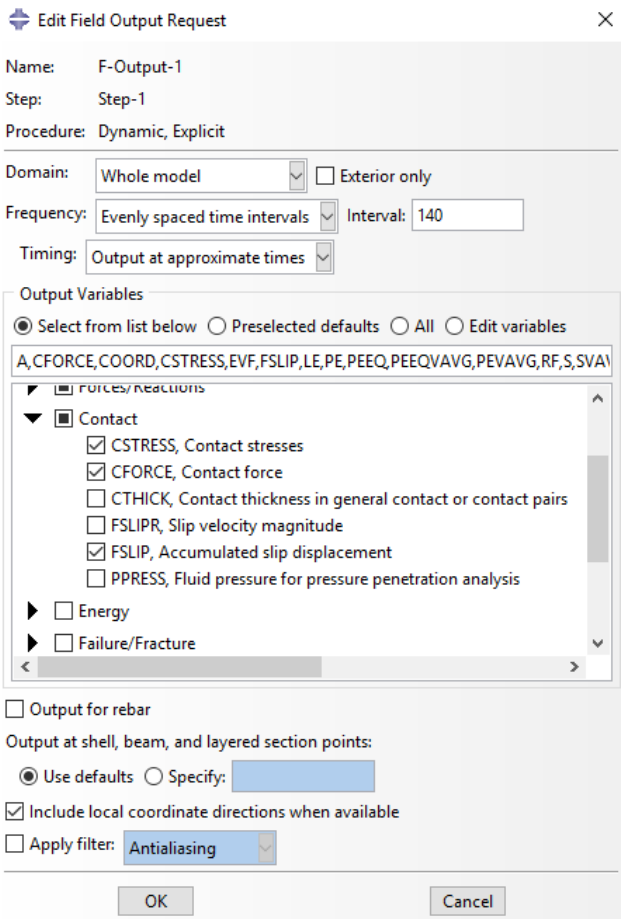 Edit Field Output Request
Name: F-Output-1
Step: Step-1
Procedure: Dynamic, Explicit
Domain: Whole model Exterior only
Frequency: Evenly spaced time intervals Interval: 140
Timing: Output at approximate times
Output Variables
Select from list below Preselected defaults All Edit variables
A,CFORCE,COORD,CSTRESS,EVF,FSLIP,LE,PE,PEEQ,PEEQVAVG,PEVAVG,RF,S,SVAV
Forces/Reactions
Contact
CSTRESS, Contact stresses
CFORCE, Contact force
CTHICK, Contact thickness in general contact or contact pairs
FSLIPR, Slip velocity magnitude
FSLIP, Accumulated slip displacement
PPRESS, Fluid pressure for pressure penetration analysis
Energy
Failure/Fracture
Output for rebar
Output at shell, beam, and layered section points:
Use defaults Specify:
Include local coordinate directions when available
Apply filter: Antialiasing
OK Cancel